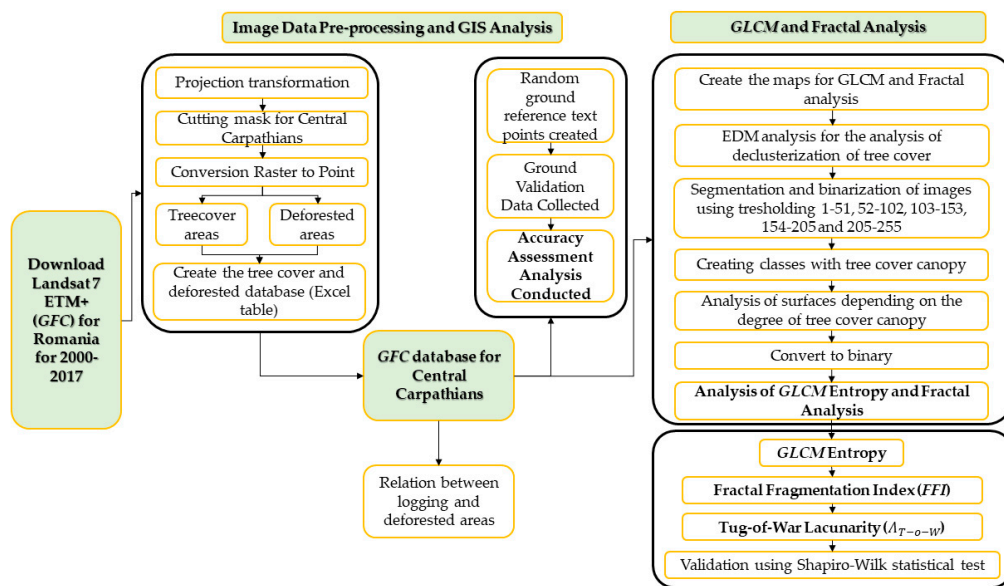 Image Data Pre-processing and GIS Analysis
GLCM and Fractal Analysis
Download
Landsat 7
ETM+
(GFC) for
Romania
for 2000-
2017
Projection transformation
Cutting mask for Central
Carpathians
Conversion Raster to Point
Treecover
areas
Deforested
areas
Create the tree cover and
deforested database (Excel
table)
Random
ground
reference text
points created
Ground
Validation
Data Collected
Accuracy
Assessment
Analysis
Conducted
GFC database for
Central
Carpathians
Relation between
logging and
deforested areas
Create the maps for GLCM and Fractal
analysis
EDM analysis for the analysis of
declusterization of tree cover
Segmentation and binarization of images
using tresholding 1-51, 52-102, 103-153,
154-205 and 205-255
Creating classes with tree cover canopy
Analysis of surfaces depending on the
degree of tree cover canopy
Convert to binary
Analysis of GLCM Entropy and Fractal
Analysis
GLCM Entropy
Fractal Fragmentation Index (FFI)
Tug-of-War Lacunarity (Λ_{T−o−W})
Validation using Shapiro-Wilk statistical test